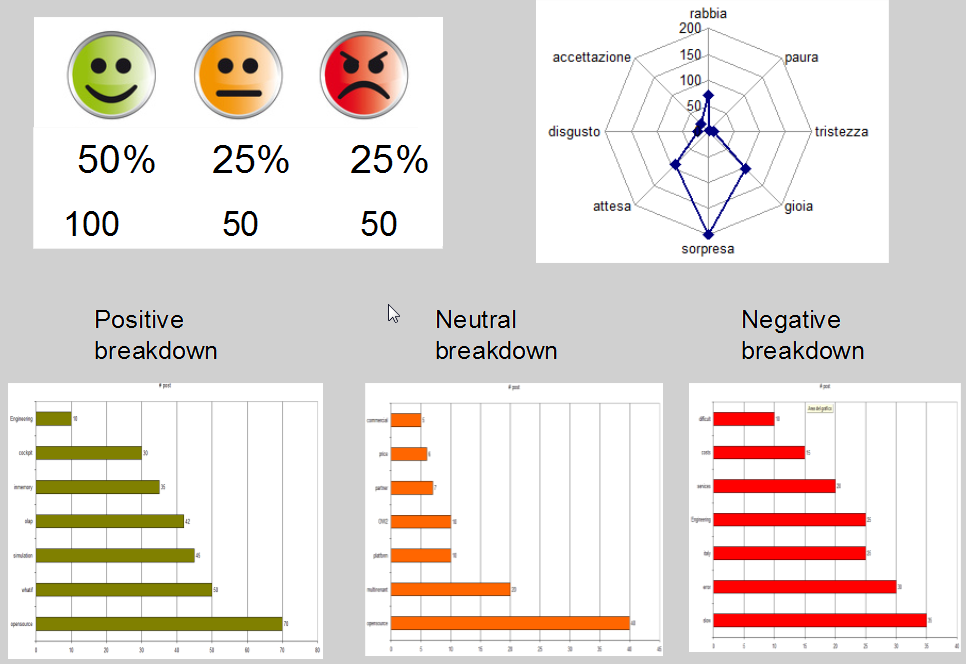 50% 25% 25%
100 50 50
rabbia
200
accettazione
150
paura
100
50
disgusto
tristezza
attesa
gioia
sorpresa
Positive
breakdown
Neutral
breakdown
Negative
breakdown
# post
Engineering 10
cockpit 30
inmemory 35
olap 42
simulation 45
whatif 50
opensource 70
0 10 20 30 40 50 60 70 80
# post
commercial 5
price 6
partner 7
OW2 10
platform 10
multitenant 20
opensource 40
0 5 10 15 20 25 30 35 40 45
# post
Area del grafico
difficult 10
costs 15
services 20
Engineering 25
italy 25
error 30
slow 35
0 5 10 15 20 25 30 35 40